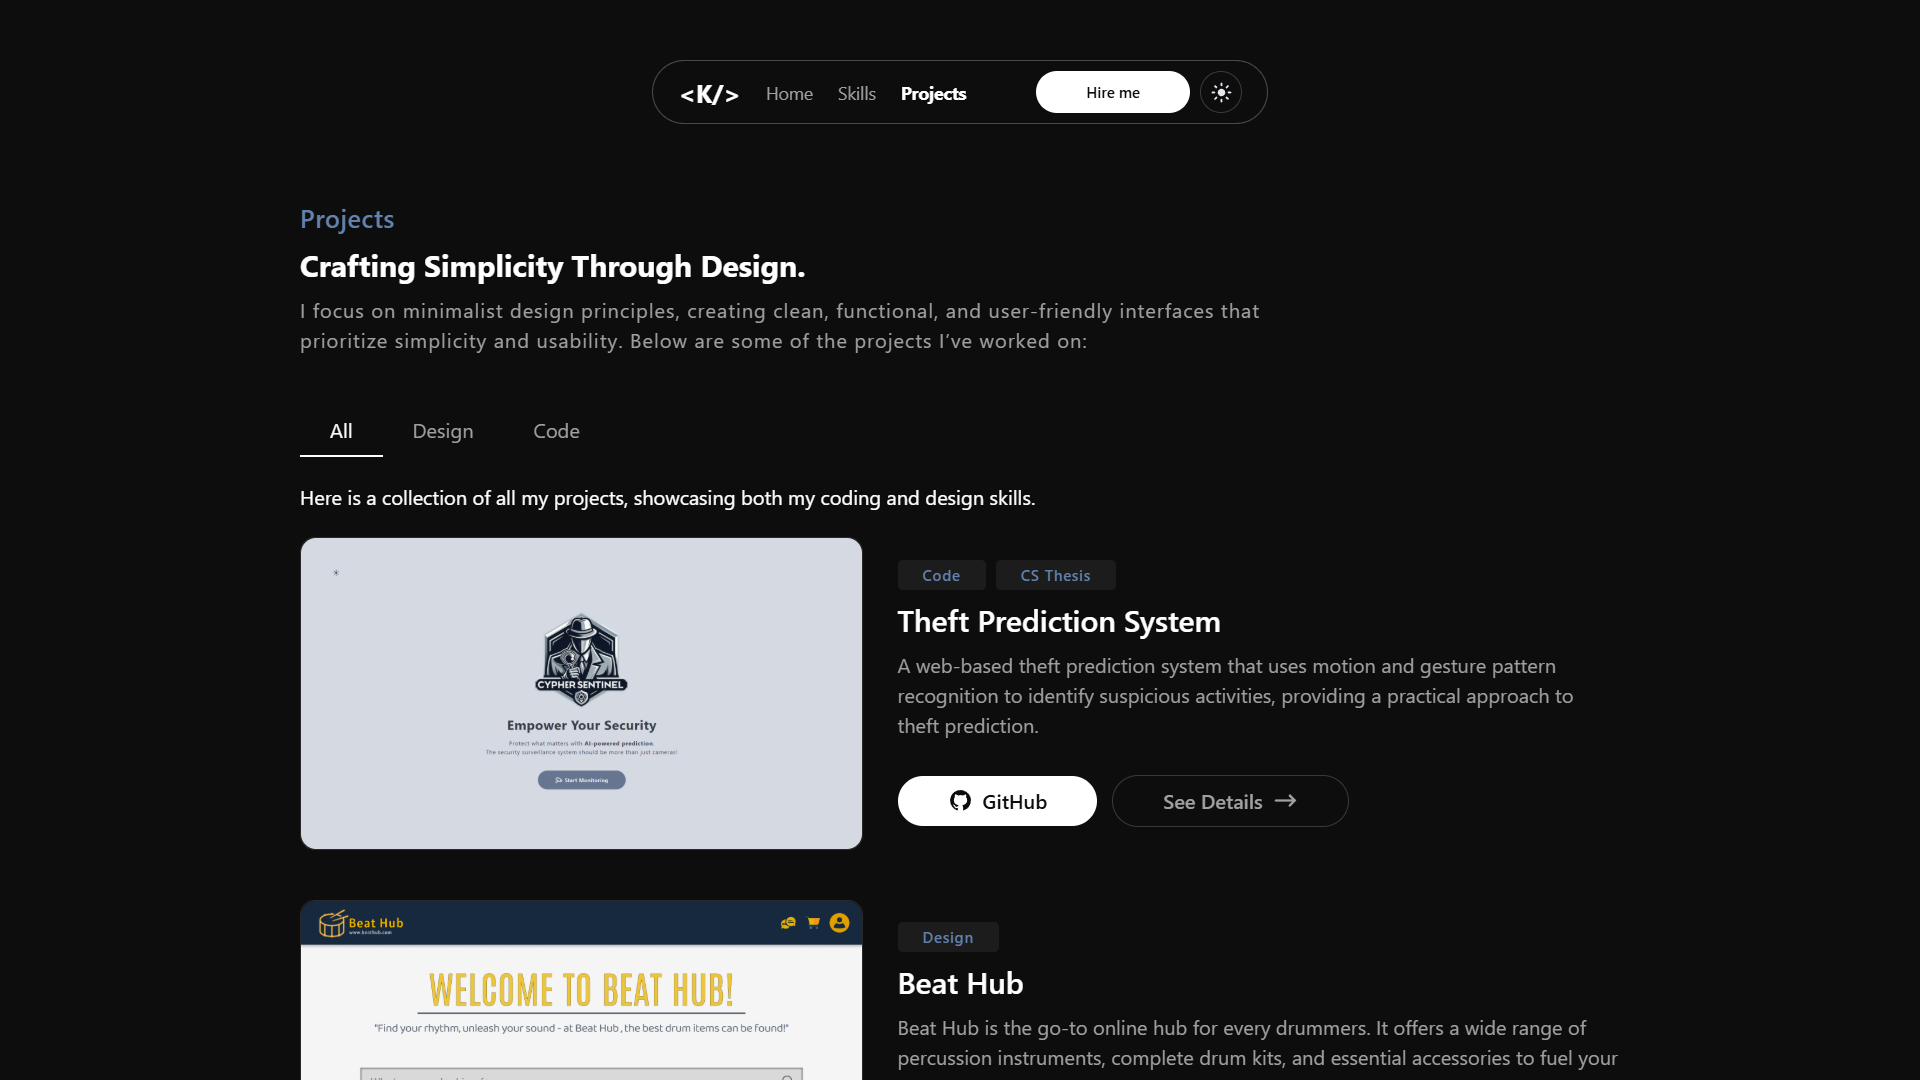 <K/>
Home
Skills
Projects
Hire me
Projects
Crafting Simplicity Through Design.
I focus on minimalist design principles, creating clean, functional, and user-friendly interfaces that
prioritize simplicity and usability. Below are some of the projects I’ve worked on:
All
Design
Code
Here is a collection of all my projects, showcasing both my coding and design skills.
CYPHER SENTINEL
Empower Your Security
Protect what matters with AI-powered prediction.
The security surveillance system should be more than just cameras!
Start Monitoring
Code
CS Thesis
Theft Prediction System
A web-based theft prediction system that uses motion and gesture pattern
recognition to identify suspicious activities, providing a practical approach to
theft prediction.
GitHub
See Details
Beat Hub
www.beathub.com
WELCOME TO BEAT HUB!
"Find your rhythm, unleash your sound - at Beat Hub , the best drum items can be found!"
Design
Beat Hub
Beat Hub is the go-to online hub for every drummers. It offers a wide range of
percussion instruments, complete drum kits, and essential accessories to fuel your